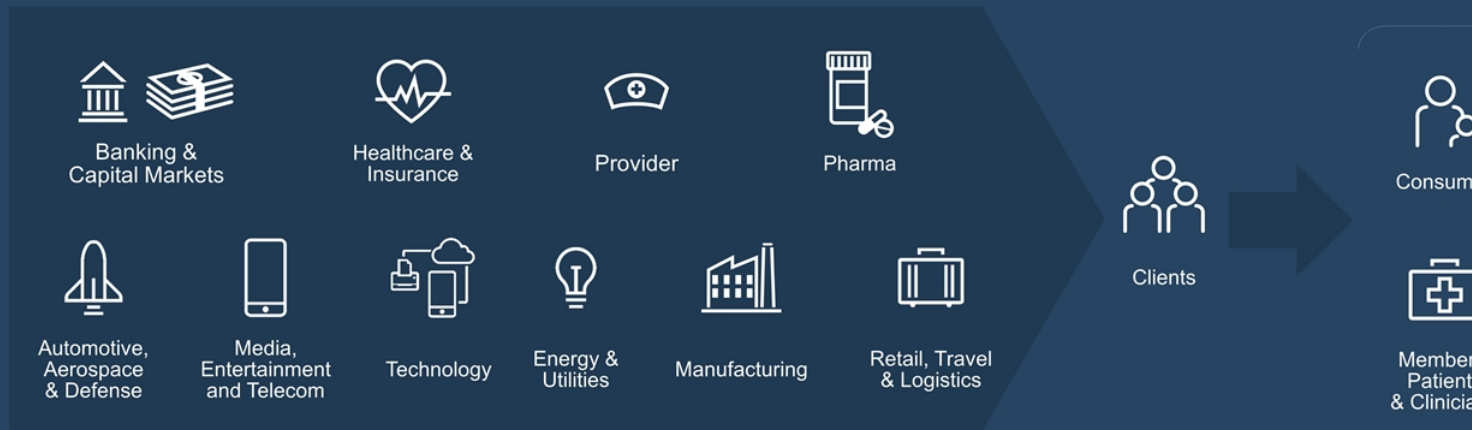 Banking &
Capital Markets
Healthcare &
Insurance
Provider
Pharma
Automotive,
Aerospace
& Defense
Media,
Entertainment
and Telecom
Technology
Energy &
Utilities
Manufacturing
Retail, Travel
& Logistics
Clients